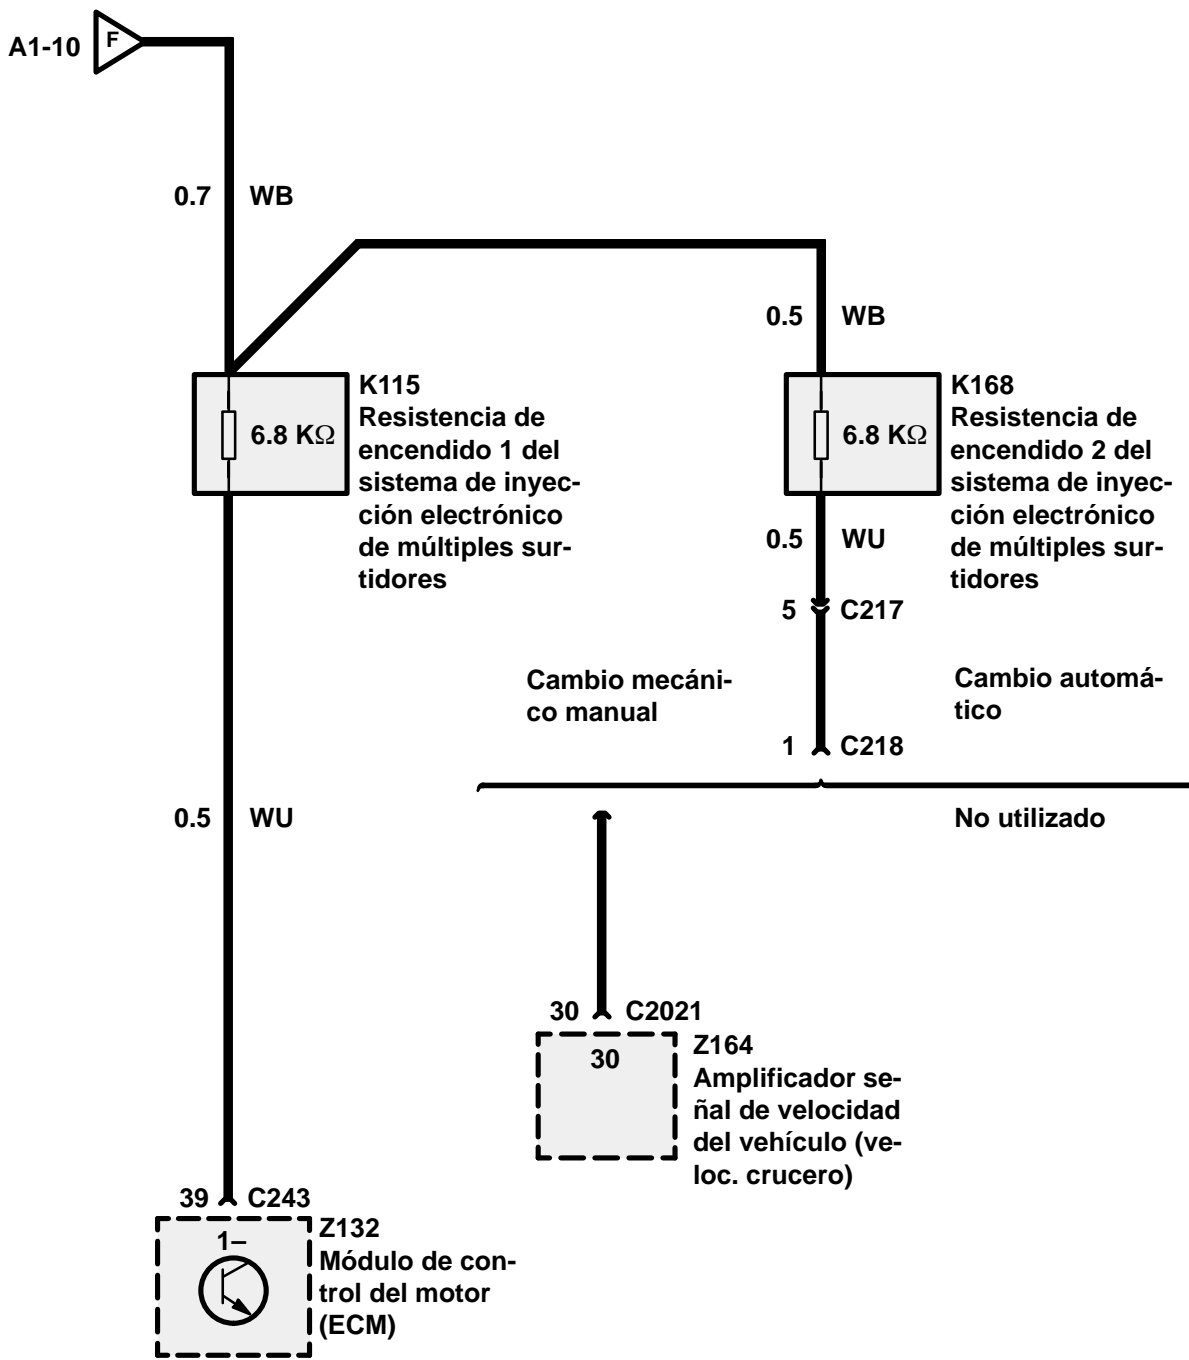 A1-10
F
0.7 WB
0.5 WB
K115
Resistencia de
encendido 1 del
sistema de inyec-
ción electrónico
de múltiples sur-
tidores
6.8 KΩ
K168
Resistencia de
encendido 2 del
sistema de inyec-
ción electrónico
de múltiples sur-
tidores
6.8 KΩ
0.5 WU
5 C217
Cambio mecáni-
co manual
Cambio automá-
tico
1 C218
0.5 WU
No utilizado
30 C2021
30
Z164
Amplificador se-
ñal de velocidad
del vehículo (ve-
loc. crucero)
39 C243
1–
Z132
Módulo de con-
trol del motor
(ECM)